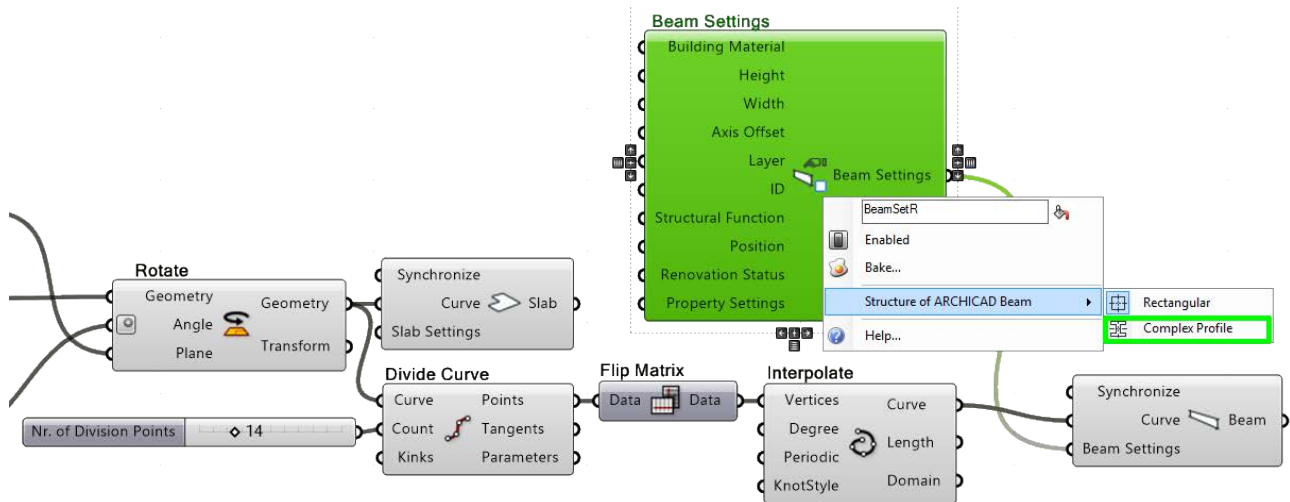 Beam Settings
Building Material
Height
Width
Axis Offset
Layer
ID
Structural Function
Position
Renovation Status
Property Settings
Beam Settings
BeamSetR
Enabled
Bake...
Structure of ARCHICAD Beam
Help...
Rectangular
Complex Profile
Rotate
Geometry
Angle
Plane
Geometry
Transform
Synchronize
Curve
Slab Settings
Slab
Nr. of Division Points
14
Divide Curve
Curve
Count
Kinks
Points
Tangents
Parameters
Flip Matrix
Data Data
Interpolate
Vertices
Degree
Periodic
KnotStyle
Curve
Length
Domain
Synchronize
Curve
Beam Settings
Beam